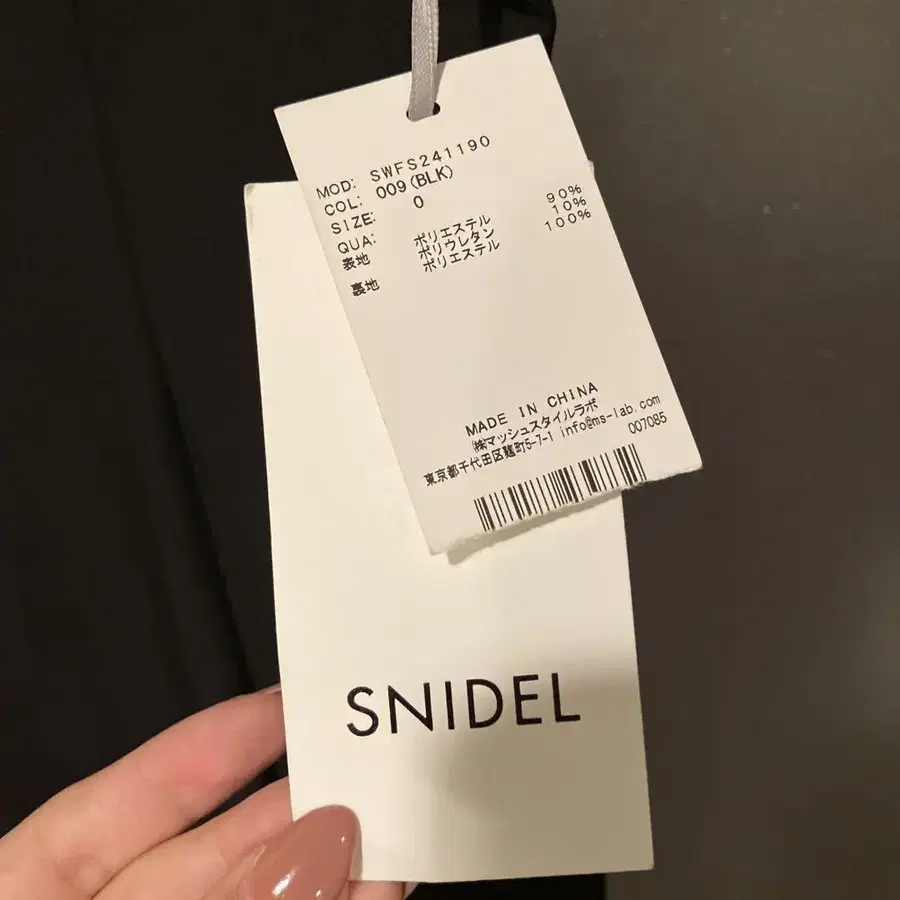 MOD: SWFS241190
COL: 009(BLK)
SIZE: 0
QUA: ポリエステル 90%
表地 ポリウレタン 10%
裏地 ポリエステル 100%
MADE IN CHINA
㈱マッシュスタイルラボ
東京都千代田区麹町5-7-1 info@ms-lab.com
007085
SNIDEL